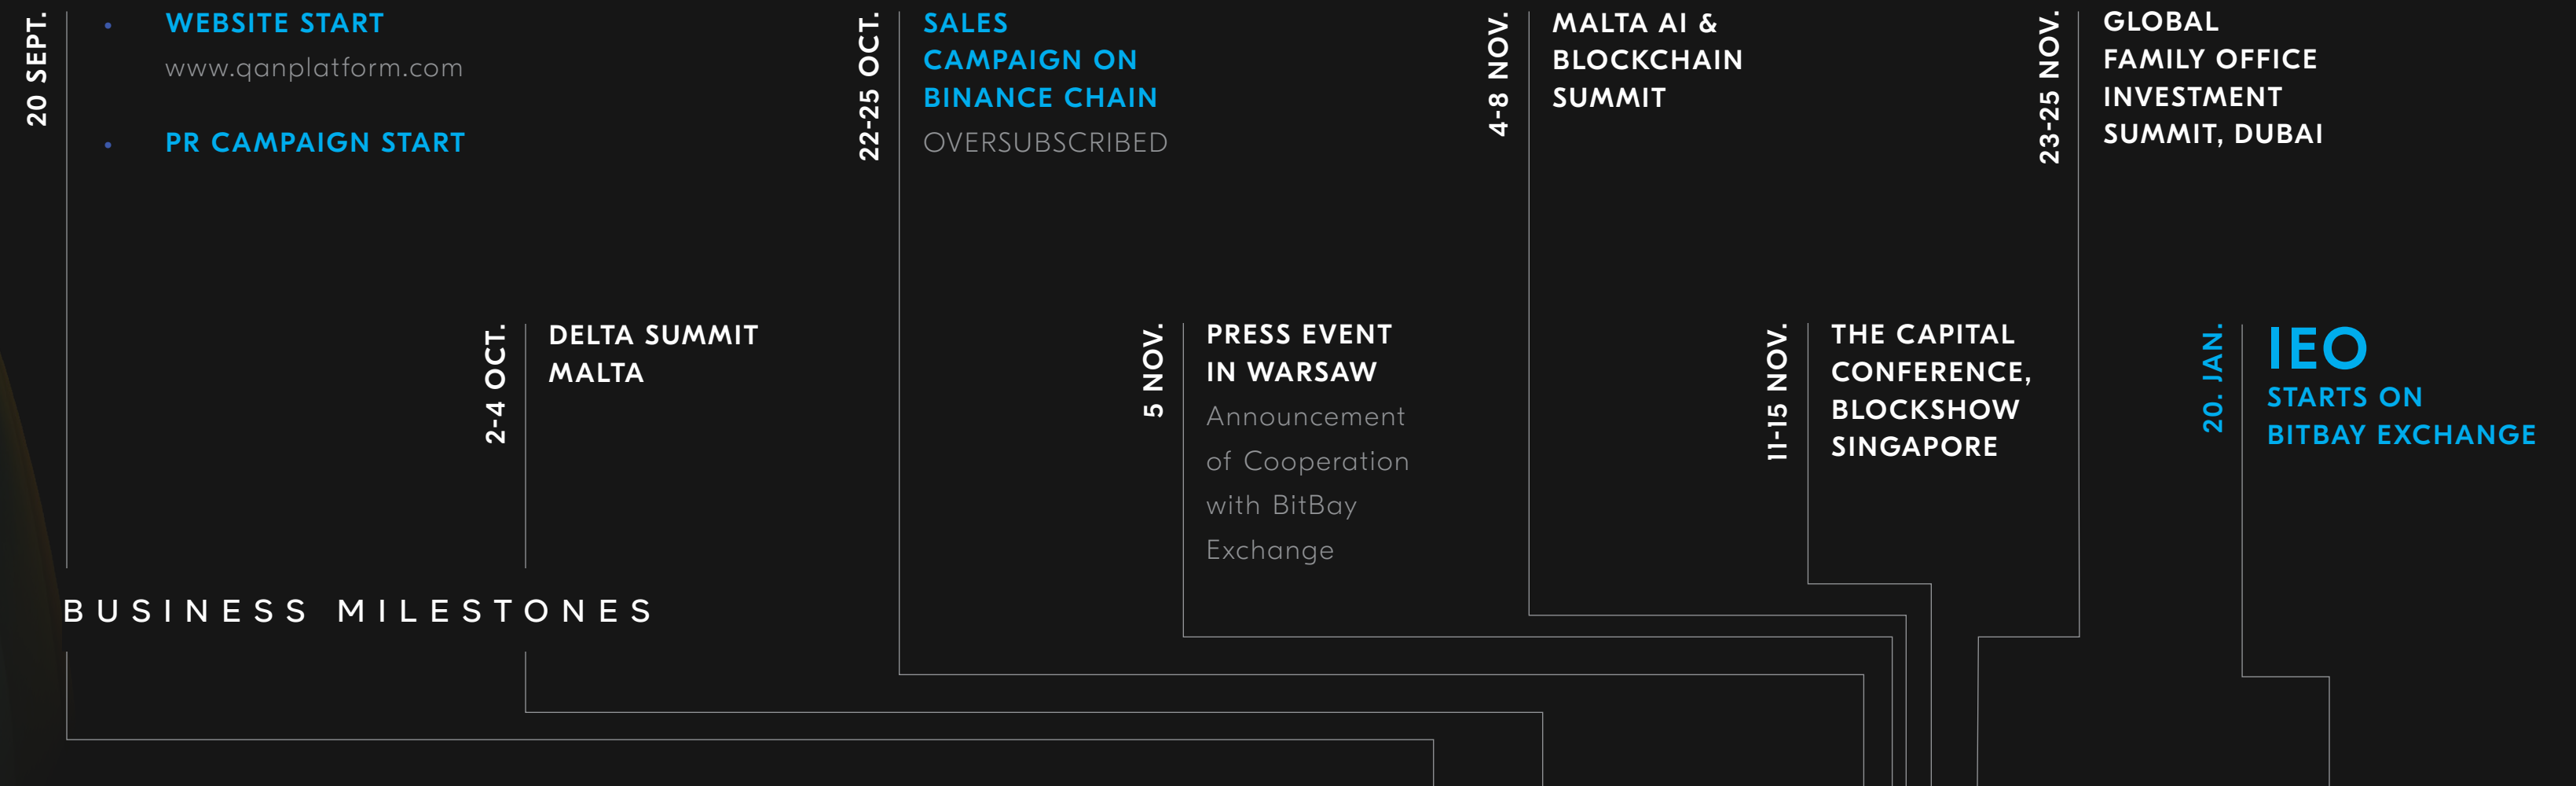 20 SEPT.
• WEBSITE START
www.qanplatform.com
• PR CAMPAIGN START
2-4 OCT.
DELTA SUMMIT
MALTA
22-25 OCT.
SALES
CAMPAIGN ON
BINANCE CHAIN
OVERSUBSCRIBED
5 NOV.
PRESS EVENT
IN WARSAW
Announcement
of Cooperation
with BitBay
Exchange
4-8 NOV.
MALTA AI &
BLOCKCHAIN
SUMMIT
11-15 NOV.
THE CAPITAL
CONFERENCE,
BLOCKSHOW
SINGAPORE
23-25 NOV.
GLOBAL
FAMILY OFFICE
INVESTMENT
SUMMIT, DUBAI
20. JAN.
IEO
STARTS ON
BITBAY EXCHANGE
BUSINESS MILESTONES